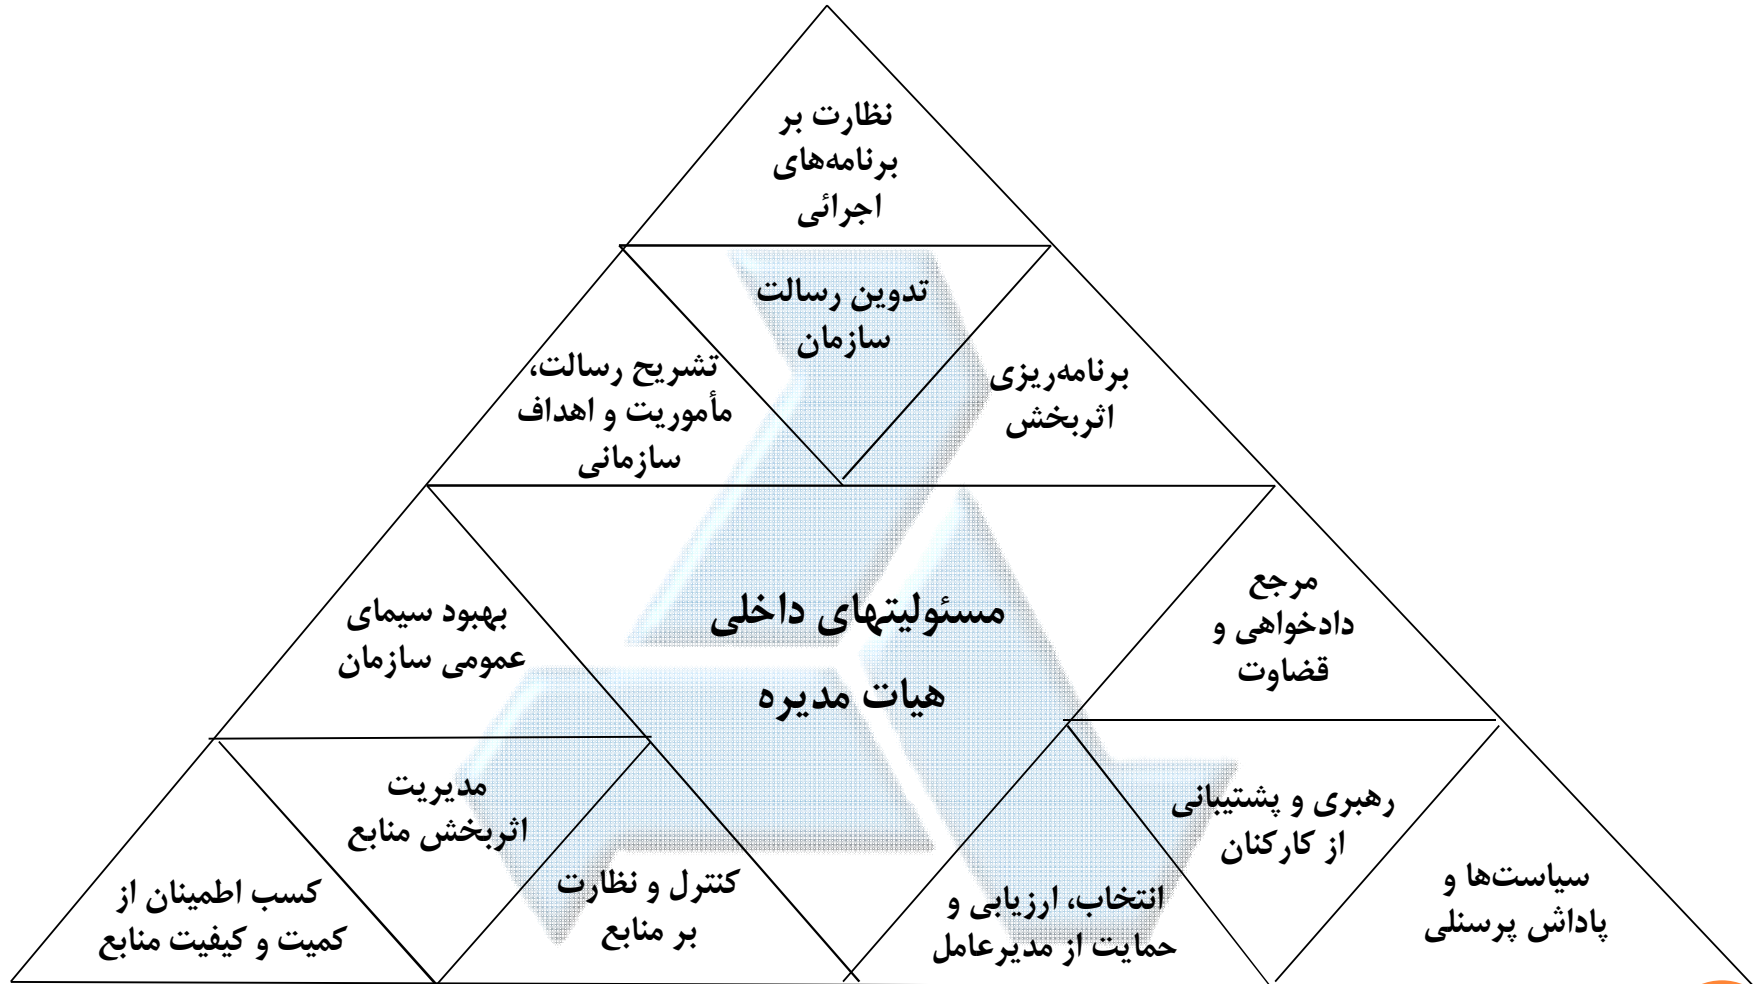 نظارت بر
برنامه‌های
اجرائی
تدوین رسالت
سازمان
برنامه‌ریزی
اثربخش
تشریح رسالت،
مأموریت و اهداف
سازمانی
مسئولیتهای داخلی
هیات مدیره
مرجع
دادخواهی و
قضاوت
بهبود سیمای
عمومی سازمان
رهبری و پشتیبانی
از کارکنان
مدیریت
اثربخش منابع
سیاست‌ها و
پاداش پرسنلی
انتخاب، ارزیابی و
حمایت از مدیرعامل
کنترل و نظارت
بر منابع
کسب اطمینان از
کمیت و کیفیت منابع